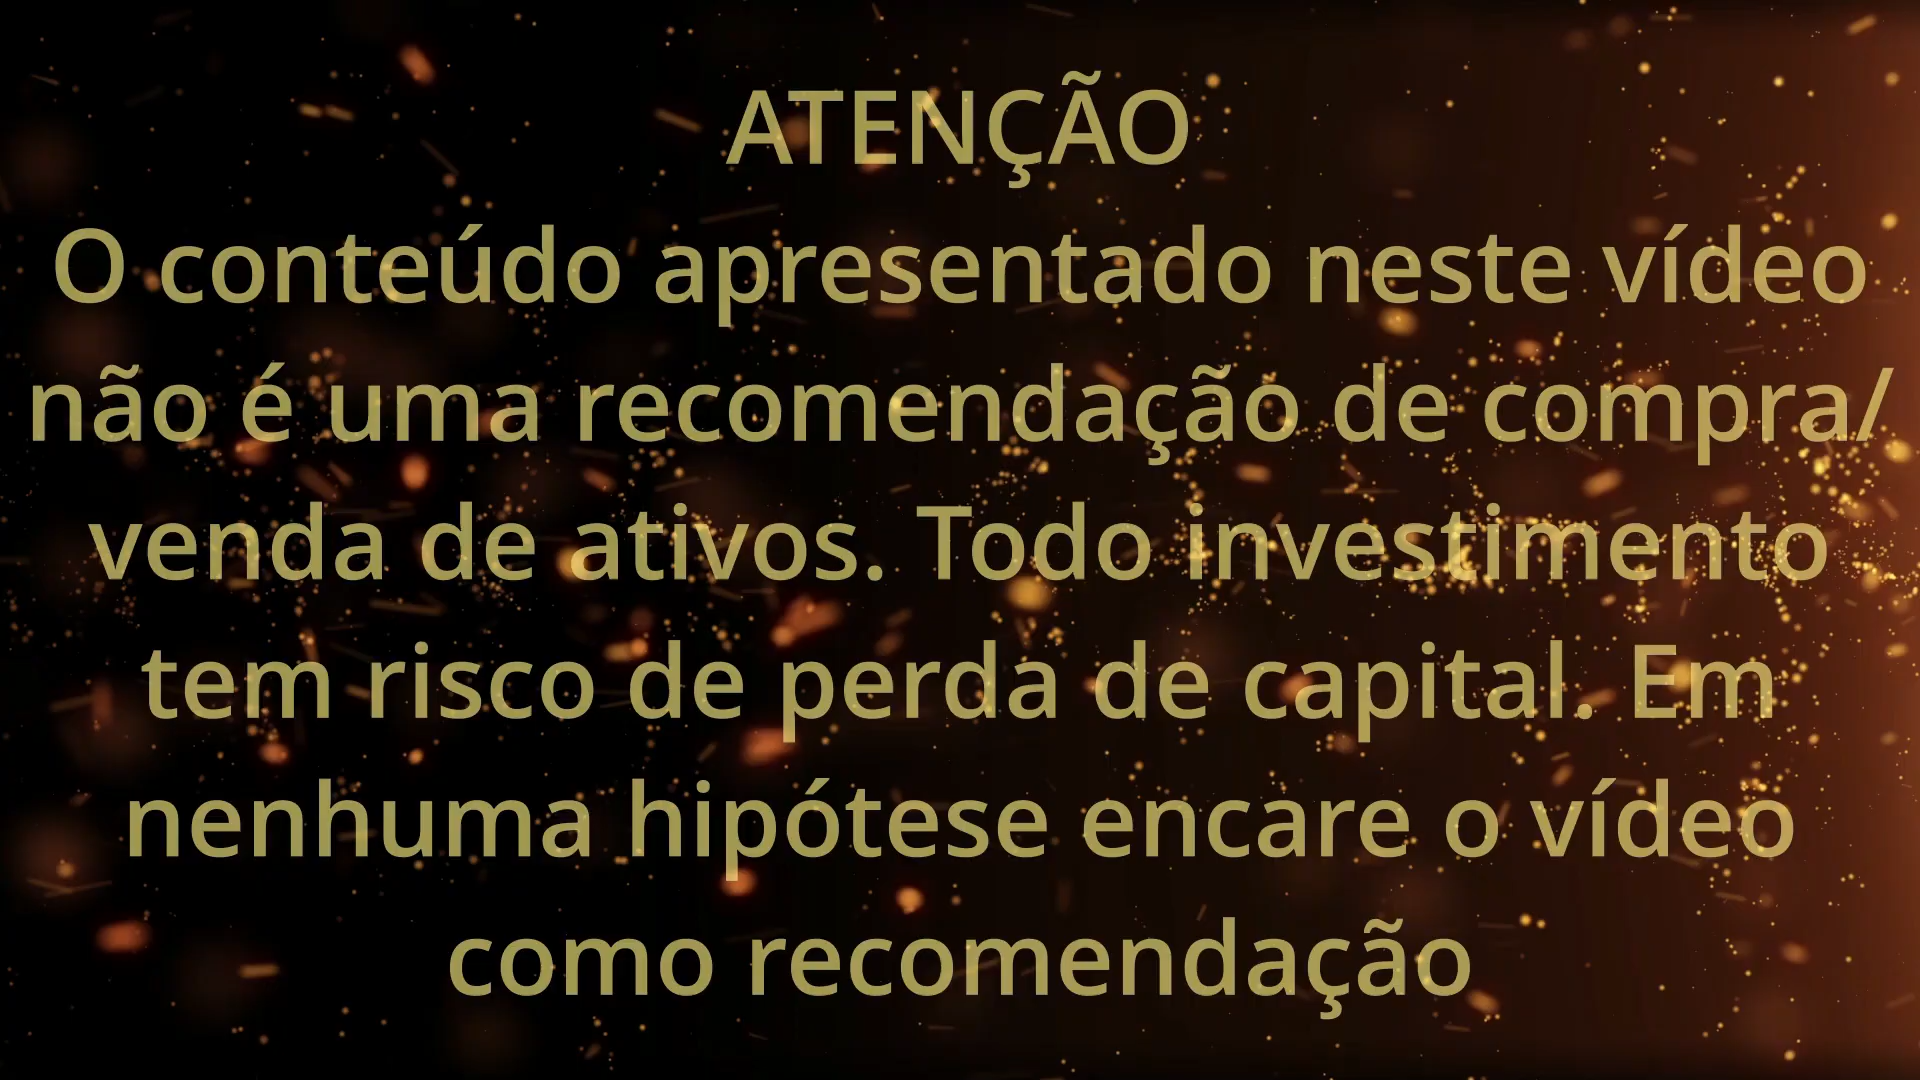 ATENÇÃO
O conteúdo apresentado neste vídeo
não é uma recomendação de compra/
venda de ativos. Todo investimento
tem risco de perda de capital. Em
nenhuma hipótese encare o vídeo
como recomendação